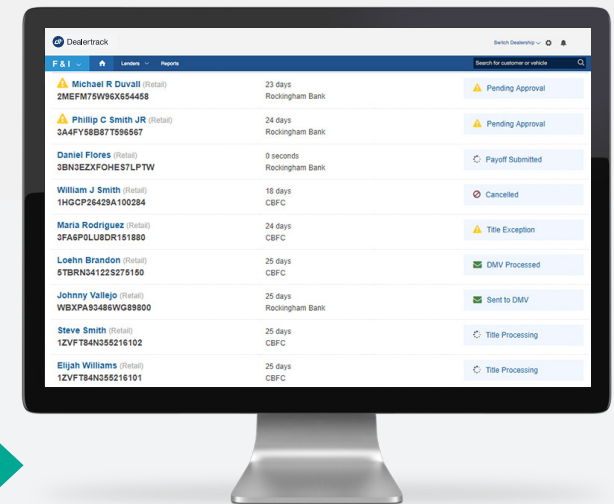 Dealertrack
Switch Dealership
F & I
Lenders
Reports
Search for customer or vehicle
Michael R Duvall (Retail)
2MEFM75W96X654458
23 days
Rockingham Bank
Pending Approval
Phillip C Smith JR (Retail)
3A4FY58B87T596567
24 days
Rockingham Bank
Pending Approval
Daniel Flores (Retail)
3BN3EZXFOHES7LPTW
0 seconds
Rockingham Bank
Payoff Submitted
William J Smith (Retail)
1HGCP26429A100284
18 days
CBFC
Cancelled
Maria Rodriguez (Retail)
3FA6P0LU8DR151880
24 days
CBFC
Title Exception
Loehn Brandon (Retail)
5TBRN34122S275150
25 days
CBFC
DMV Processed
Johnny Vallejo (Retail)
WBXPA93486WG89800
25 days
Rockingham Bank
Sent to DMV
Steve Smith (Retail)
1ZVFT84N355216102
25 days
CBFC
Title Processing
Elijah Williams (Retail)
1ZVFT84N355216101
25 days
CBFC
Title Processing